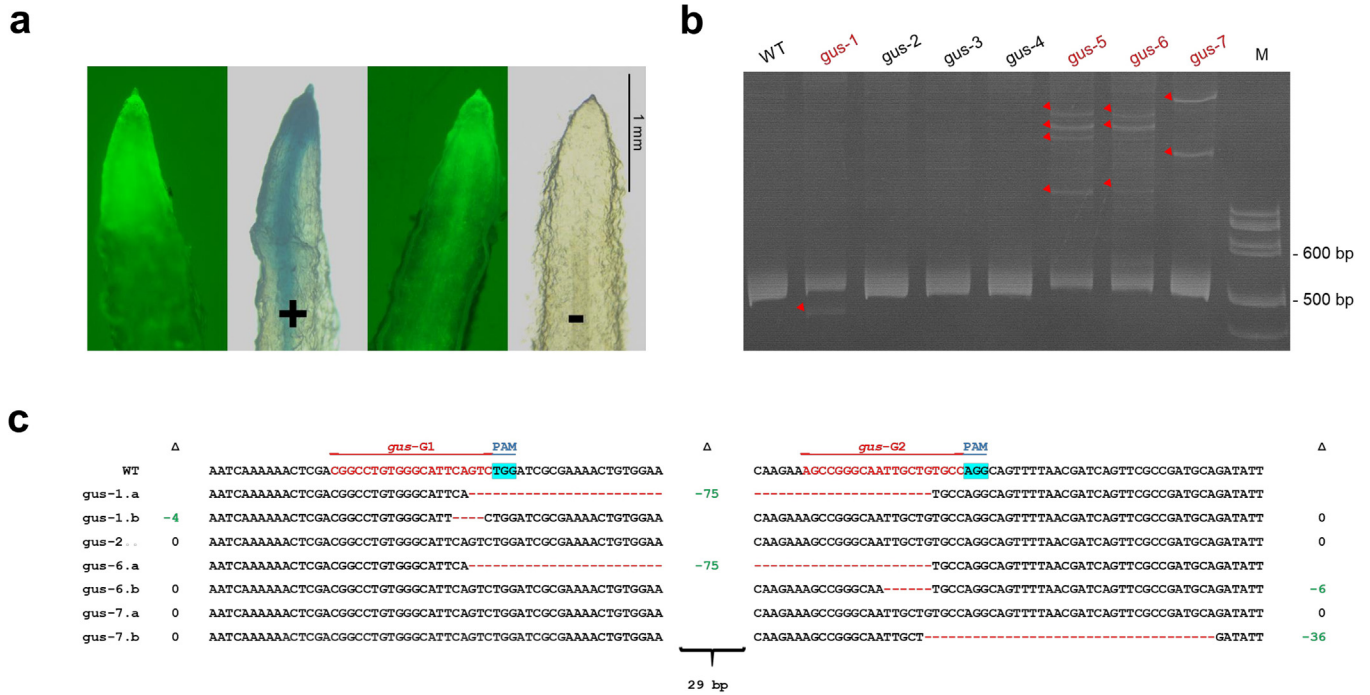 a
b
1 mm
+
-
WT gus-1 gus-2 gus-3 gus-4 gus-5 gus-6 gus-7 M
- 600 bp
- 500 bp
c
Δ gus-G1 PAM Δ gus-G2 PAM Δ
WT AATCAAAAAACTCGACGGCCTGTGGGCATTCAGTCTGGATCGCGAAAACTGTGGAA CAAGAAAGCCGGGCAATTGCTGTGCCAGGCAGTTTTAACGATCAGTTCGCCGATGCAGATATT
gus-1.a AATCAAAAAACTCGACGGCCTGTGGGCATTCA------------------------ -75 ----------------------TGCCAGGCAGTTTTAACGATCAGTTCGCCGATGCAGATATT
gus-1.b -4 AATCAAAAAACTCGACGGCCTGTGGGCATT----CTGGATCGCGAAAACTGTGGAA CAAGAAAGCCGGGCAATTGCTGTGCCAGGCAGTTTTAACGATCAGTTCGCCGATGCAGATATT 0
gus-2.. 0 AATCAAAAAACTCGACGGCCTGTGGGCATTCAGTCTGGATCGCGAAAACTGTGGAA CAAGAAAGCCGGGCAATTGCTGTGCCAGGCAGTTTTAACGATCAGTTCGCCGATGCAGATATT 0
gus-6.a AATCAAAAAACTCGACGGCCTGTGGGCATTCA------------------------ -75 ----------------------TGCCAGGCAGTTTTAACGATCAGTTCGCCGATGCAGATATT
gus-6.b 0 AATCAAAAAACTCGACGGCCTGTGGGCATTCAGTCTGGATCGCGAAAACTGTGGAA CAAGAAAGCCGGGCAA------TGCCAGGCAGTTTTAACGATCAGTTCGCCGATGCAGATATT -6
gus-7.a 0 AATCAAAAAACTCGACGGCCTGTGGGCATTCAGTCTGGATCGCGAAAACTGTGGAA CAAGAAAGCCGGGCAATTGCTGTGCCAGGCAGTTTTAACGATCAGTTCGCCGATGCAGATATT 0
gus-7.b 0 AATCAAAAAACTCGACGGCCTGTGGGCATTCAGTCTGGATCGCGAAAACTGTGGAA CAAGAAAGCCGGGCAATTGCT------------------------------------GATATT -36
29 bp